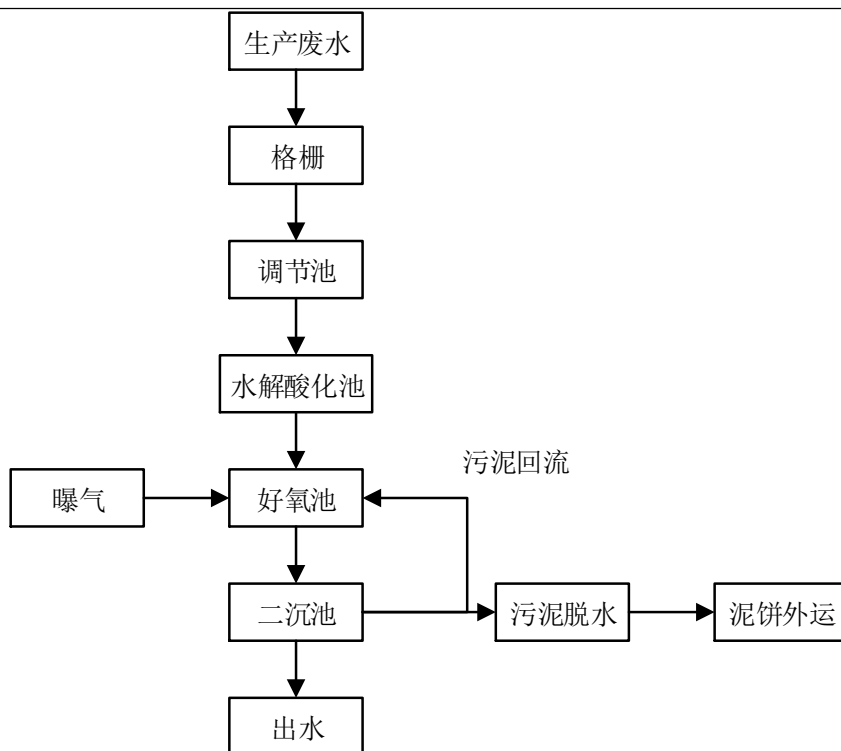 生产废水
格栅
调节池
水解酸化池
污泥回流
曝气
好氧池
二沉池
污泥脱水
泥饼外运
出水